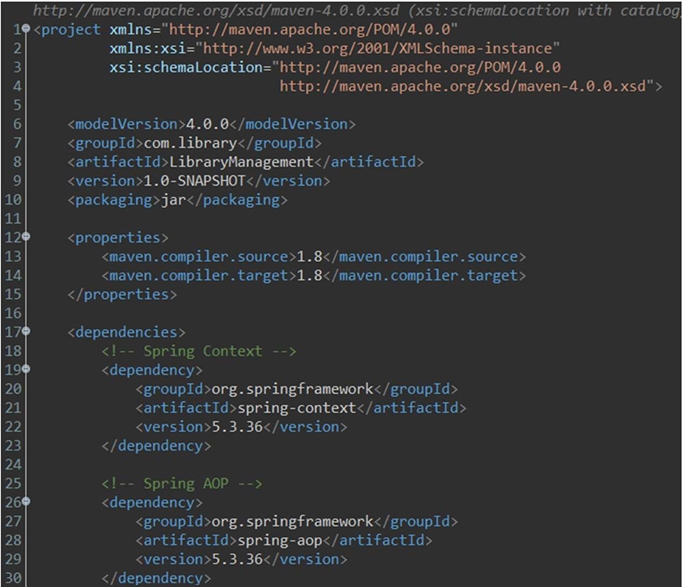 http://maven.apache.org/xsd/maven-4.0.0.xsd (xsi:schemaLocation with catalog
1 <project xmlns="http://maven.apache.org/POM/4.0.0"
2 xmlns:xsi="http://www.w3.org/2001/XMLSchema-instance"
3 xsi:schemaLocation="http://maven.apache.org/POM/4.0.0
4 http://maven.apache.org/xsd/maven-4.0.0.xsd">
5
6 <modelVersion>4.0.0</modelVersion>
7 <groupId>com.library</groupId>
8 <artifactId>LibraryManagement</artifactId>
9 <version>1.0-SNAPSHOT</version>
10 <packaging>jar</packaging>
11
12 <properties>
13 <maven.compiler.source>1.8</maven.compiler.source>
14 <maven.compiler.target>1.8</maven.compiler.target>
15 </properties>
16
17 <dependencies>
18 <!-- Spring Context -->
19 <dependency>
20 <groupId>org.springframework</groupId>
21 <artifactId>spring-context</artifactId>
22 <version>5.3.36</version>
23 </dependency>
24
25 <!-- Spring AOP -->
26 <dependency>
27 <groupId>org.springframework</groupId>
28 <artifactId>spring-aop</artifactId>
29 <version>5.3.36</version>
30 </dependency>